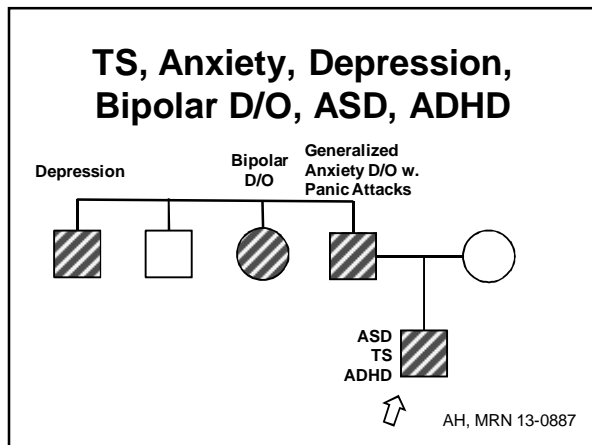 TS, Anxiety, Depression,
Bipolar D/O, ASD, ADHD
Depression
Bipolar
D/O
Generalized
Anxiety D/O w.
Panic Attacks
ASD
TS
ADHD
AH, MRN 13-0887